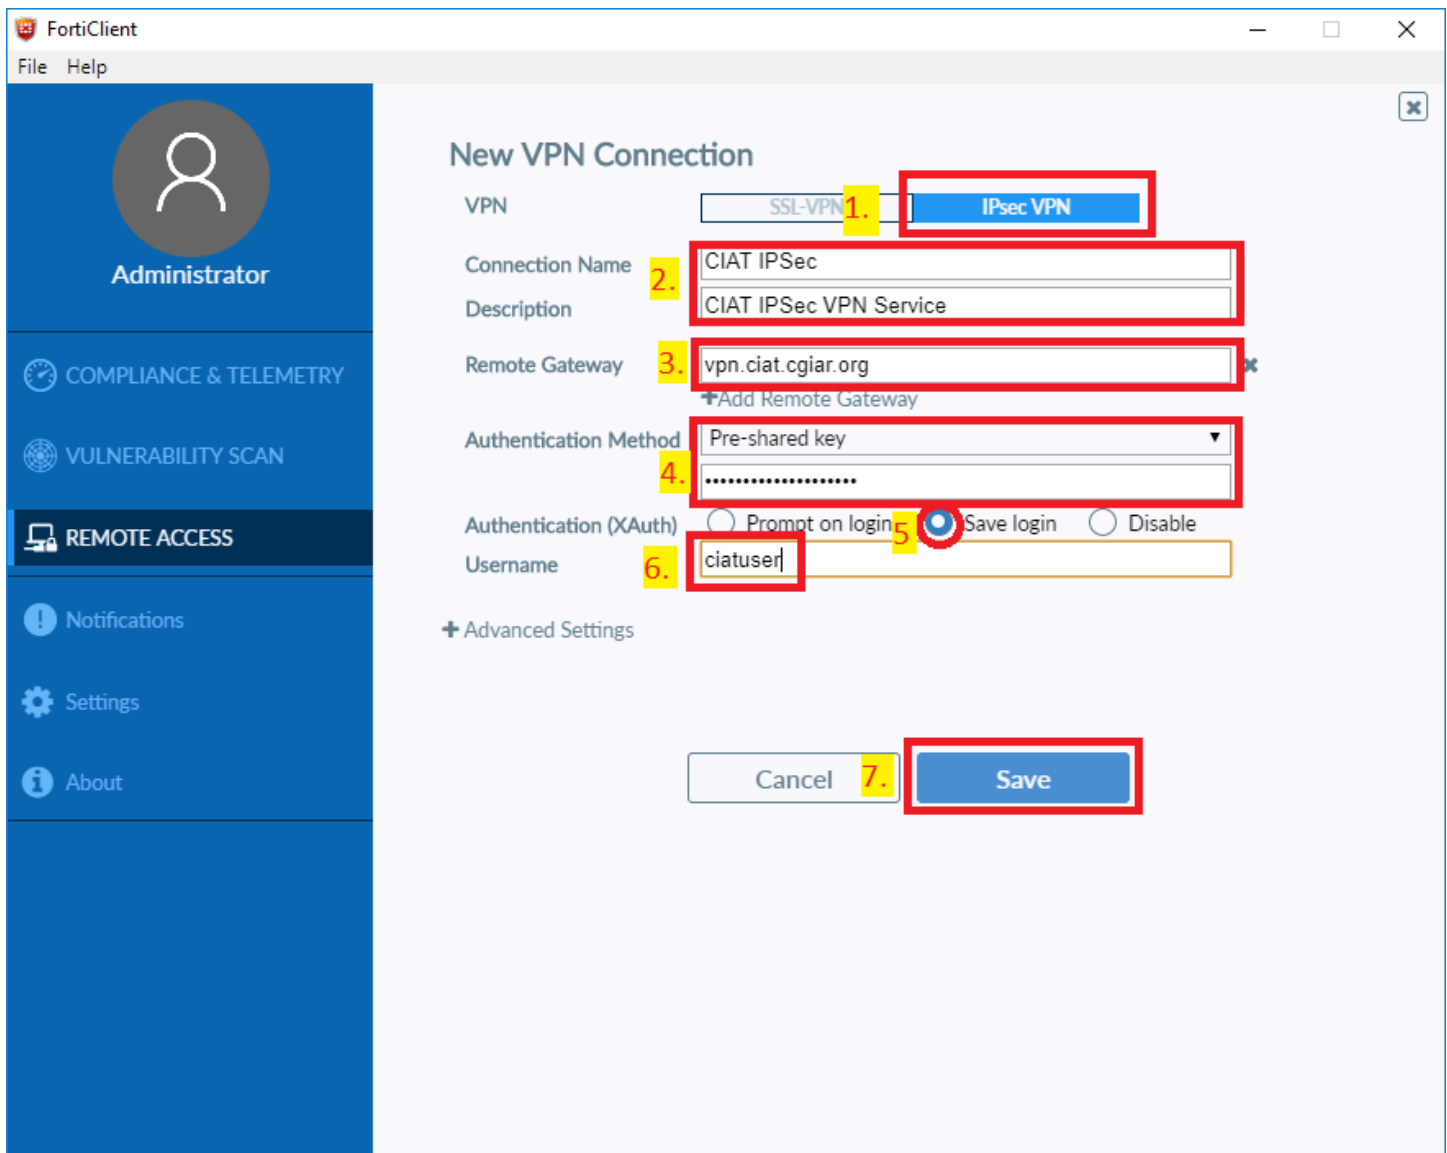 FortiClient
File Help
Administrator
COMPLIANCE & TELEMETRY
VULNERABILITY SCAN
REMOTE ACCESS
Notifications
Settings
About
New VPN Connection
VPN SSL-VPN 1. IPsec VPN
Connection Name CIAT IPSec
2.
Description CIAT IPSec VPN Service
Remote Gateway 3. vpn.ciat.cgiar.org
+Add Remote Gateway
Authentication Method Pre-shared key
4. ••••••••••••••••••••
Authentication (XAuth) Prompt on login 5 Save login Disable
Username 6. ciatuser
+ Advanced Settings
Cancel 7. Save